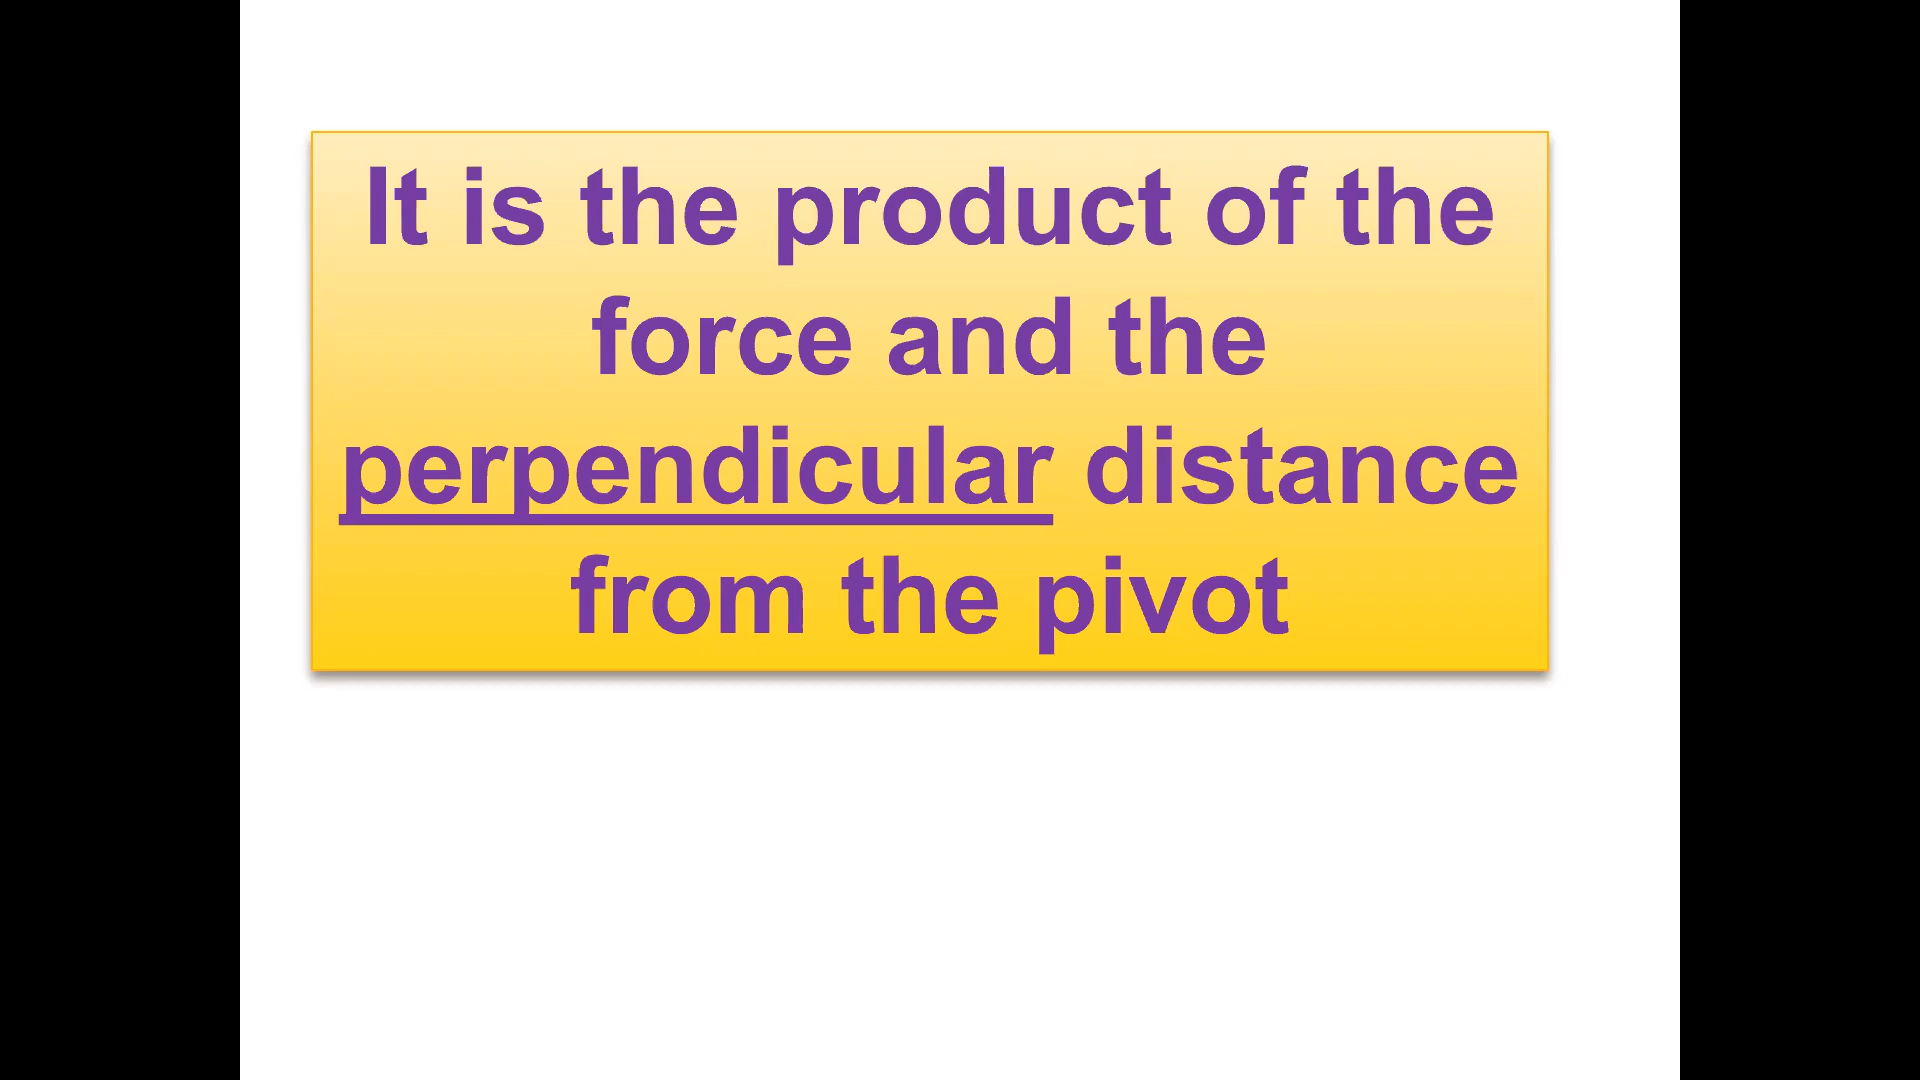 It is the product of the
force and the
perpendicular distance
from the pivot